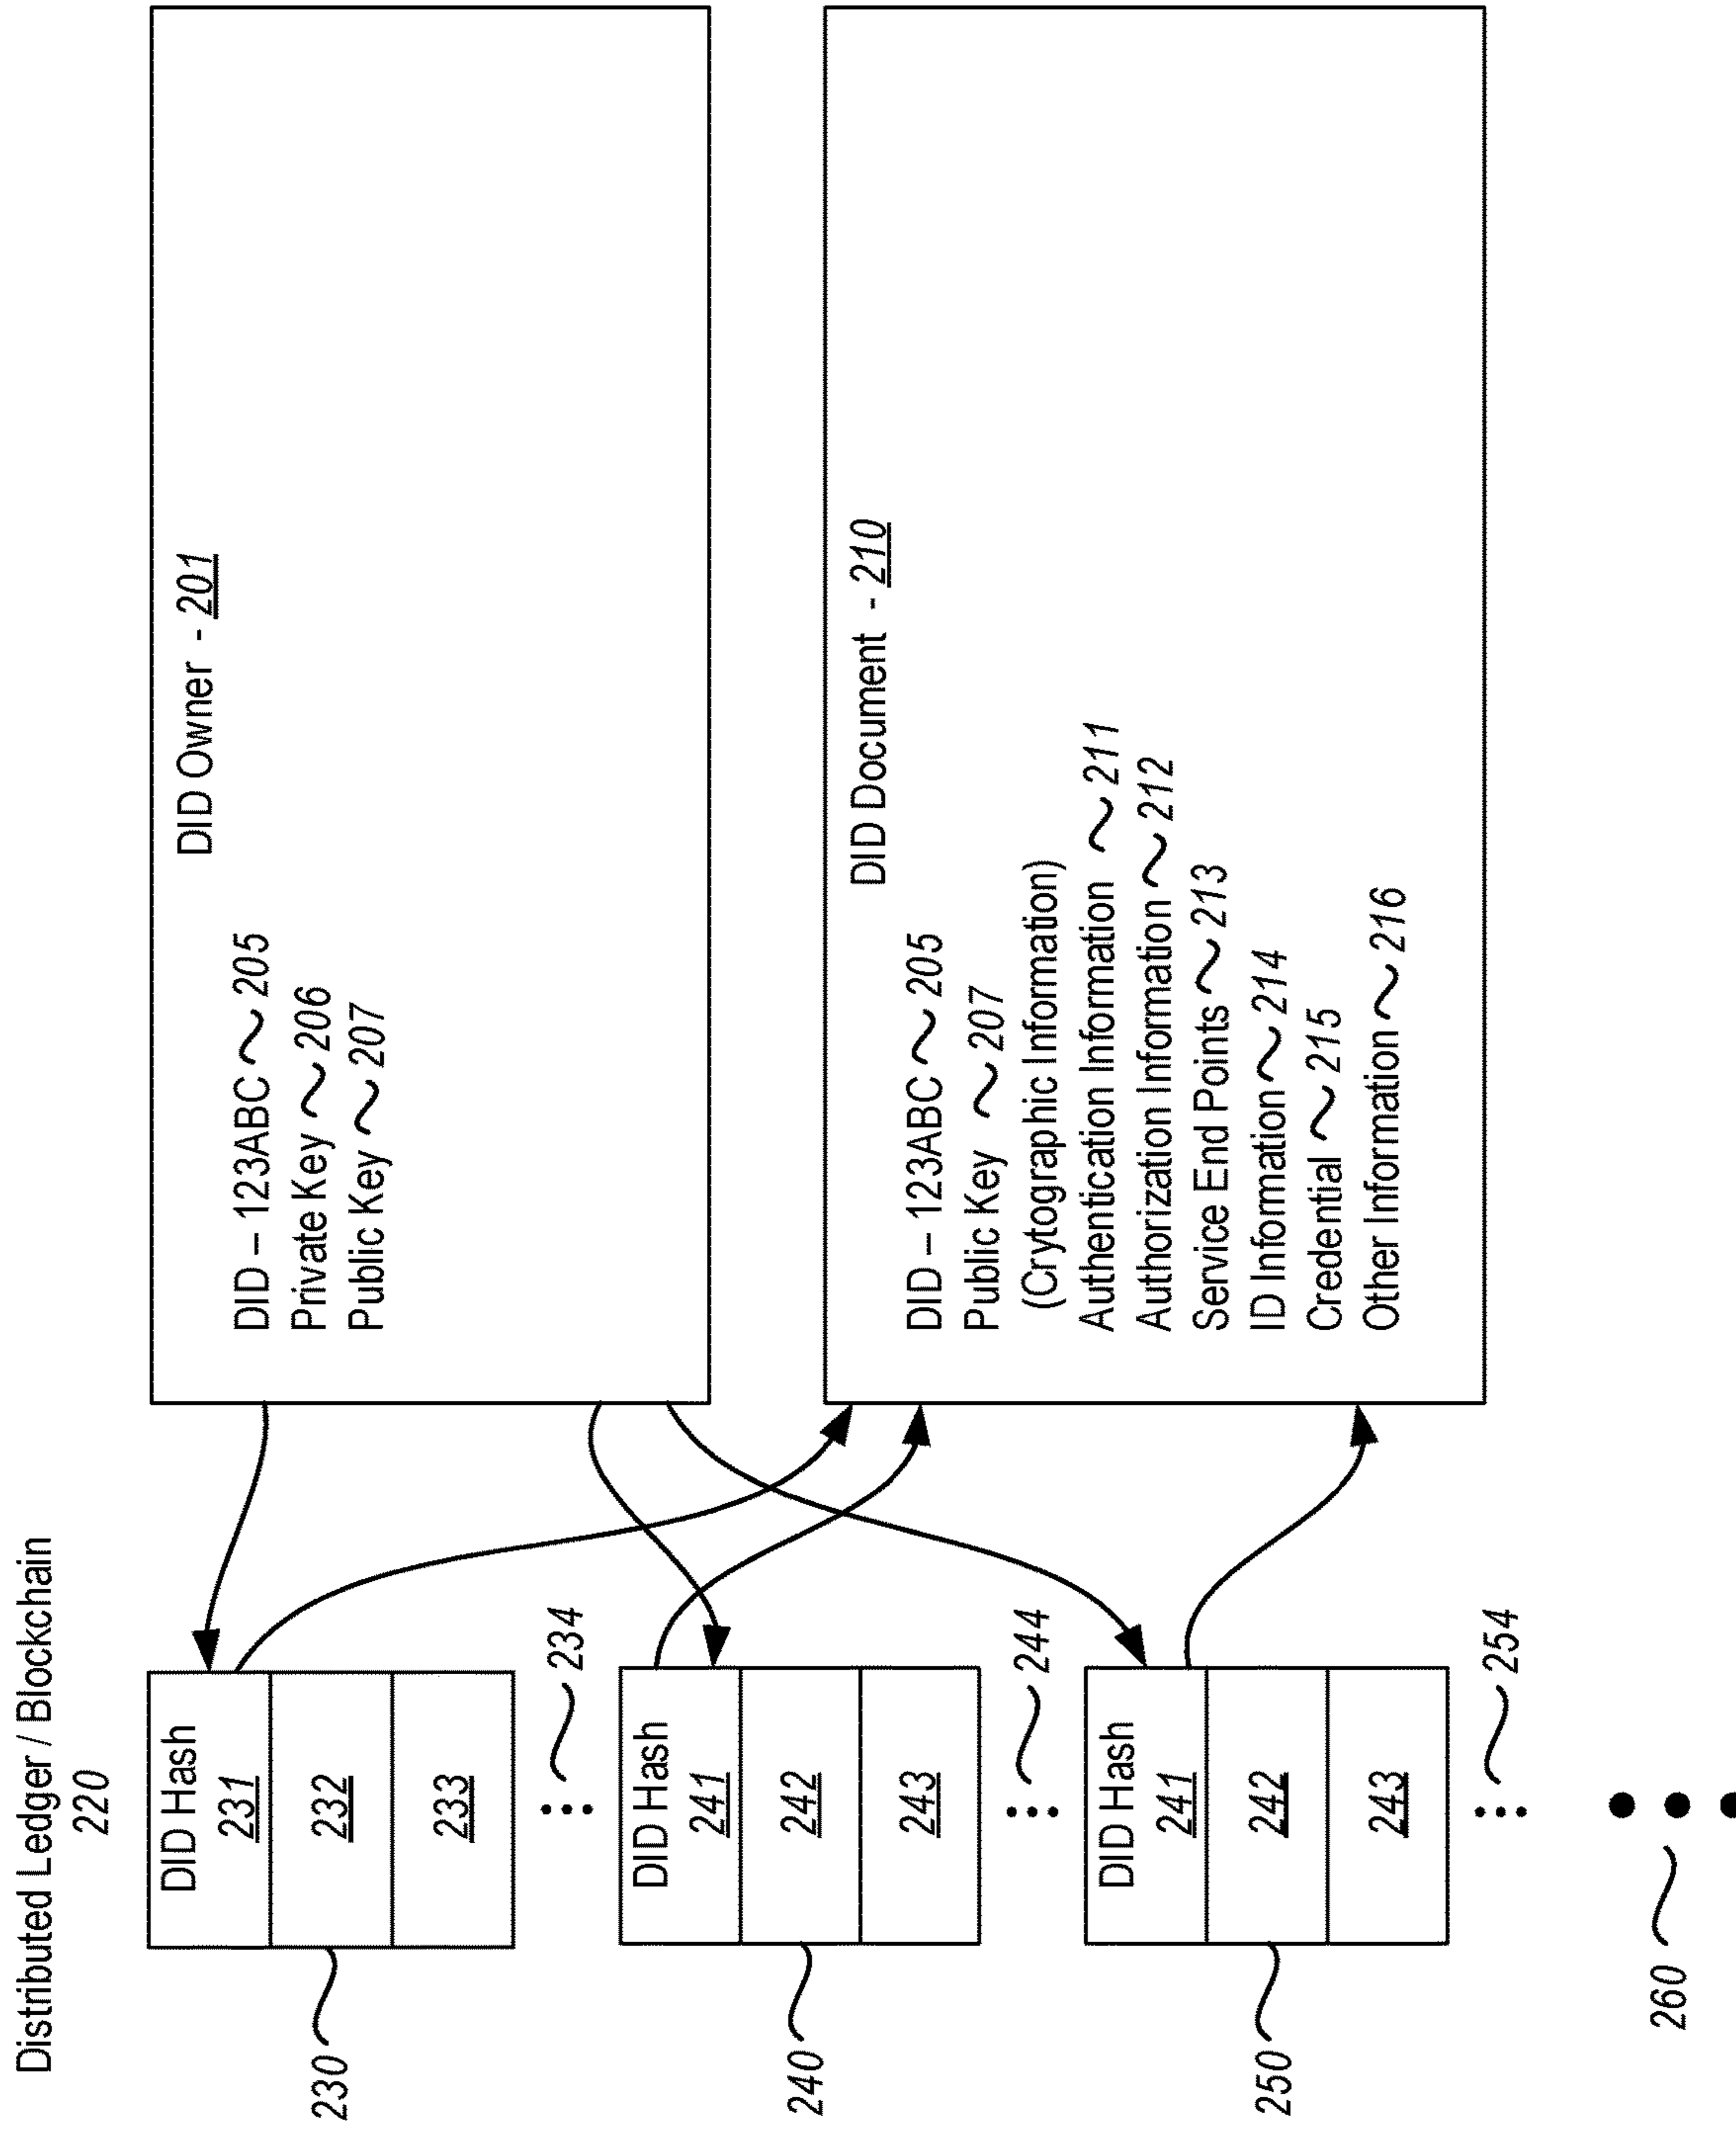 Distributed Ledger / Blockchain
220
DID Hash
231
232
233
230
234
DID Hash
241
242
243
240
244
DID Hash
241
242
243
250
254
260
DID Owner - 201
DID – 123ABC 205
Private Key 206
Public Key 207
DID Document - 210
DID – 123ABC 205
Public Key 207
(Crytographic Information)
Authentication Information 211
Authorization Information 212
Service End Points 213
ID Information 214
Credential 215
Other Information 216